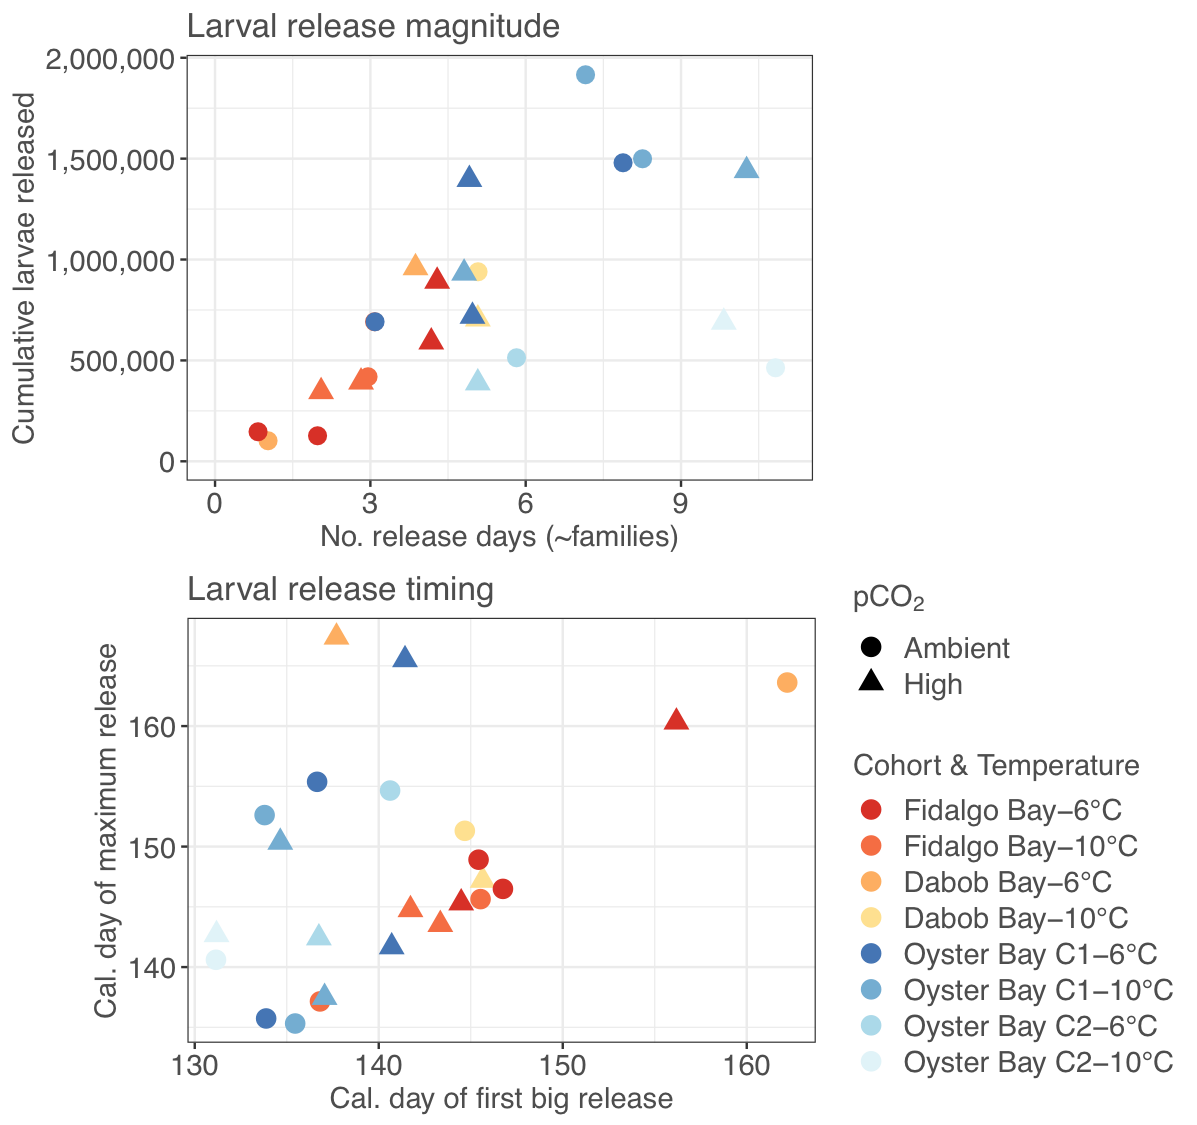 Larval release magnitude
Cumulative larvae released
2,000,000
1,500,000
1,000,000
500,000
0
0 3 6 9
No. release days (~families)
Larval release timing
Cal. day of maximum release
160
150
140
130 140 150 160
Cal. day of first big release
pCO₂
Ambient
High
Cohort & Temperature
Fidalgo Bay−6°C
Fidalgo Bay−10°C
Dabob Bay−6°C
Dabob Bay−10°C
Oyster Bay C1−6°C
Oyster Bay C1−10°C
Oyster Bay C2−6°C
Oyster Bay C2−10°C